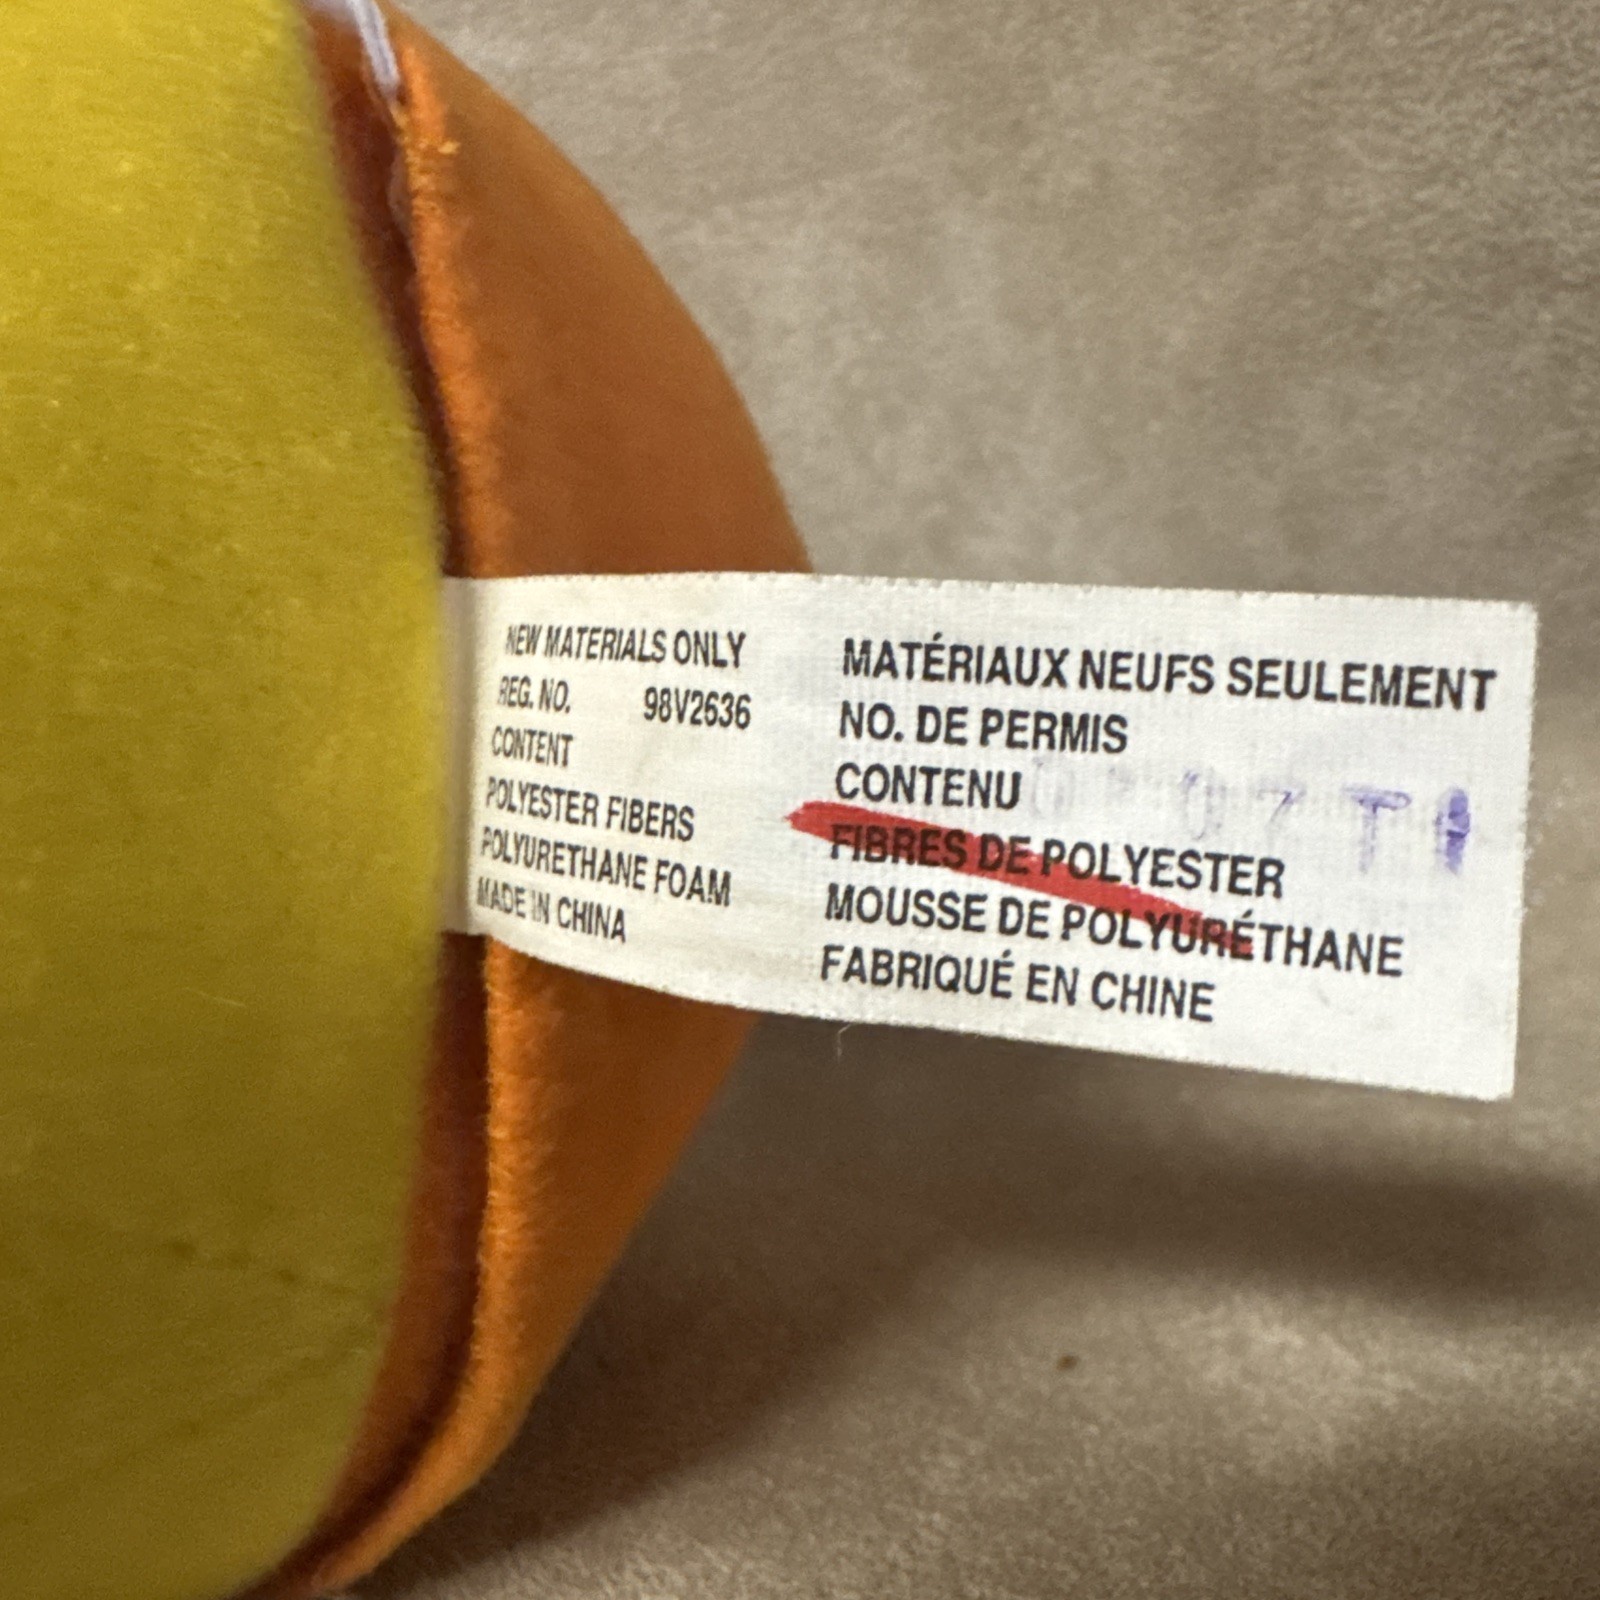 NEW MATERIALS ONLY
REG. NO. 98V2636
CONTENT
POLYESTER FIBERS
POLYURETHANE FOAM
MADE IN CHINA
MATÉRIAUX NEUFS SEULEMENT
NO. DE PERMIS
CONTENU
FIBRES DE POLYESTER
MOUSSE DE POLYURÉTHANE
FABRIQUÉ EN CHINE